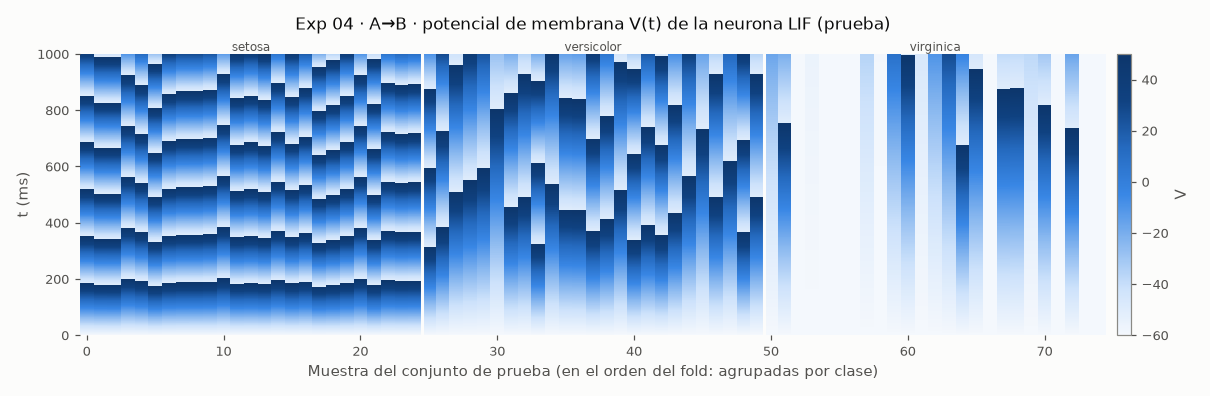 Exp 04 · A→B · potencial de membrana V(t) de la neurona LIF (prueba)
setosa versicolor virginica
1000
800
600
400
200
0
t (ms)
0 10 20 30 40 50 60 70
Muestra del conjunto de prueba (en el orden del fold: agrupadas por clase)
40
20
0
−20
−40
−60
V